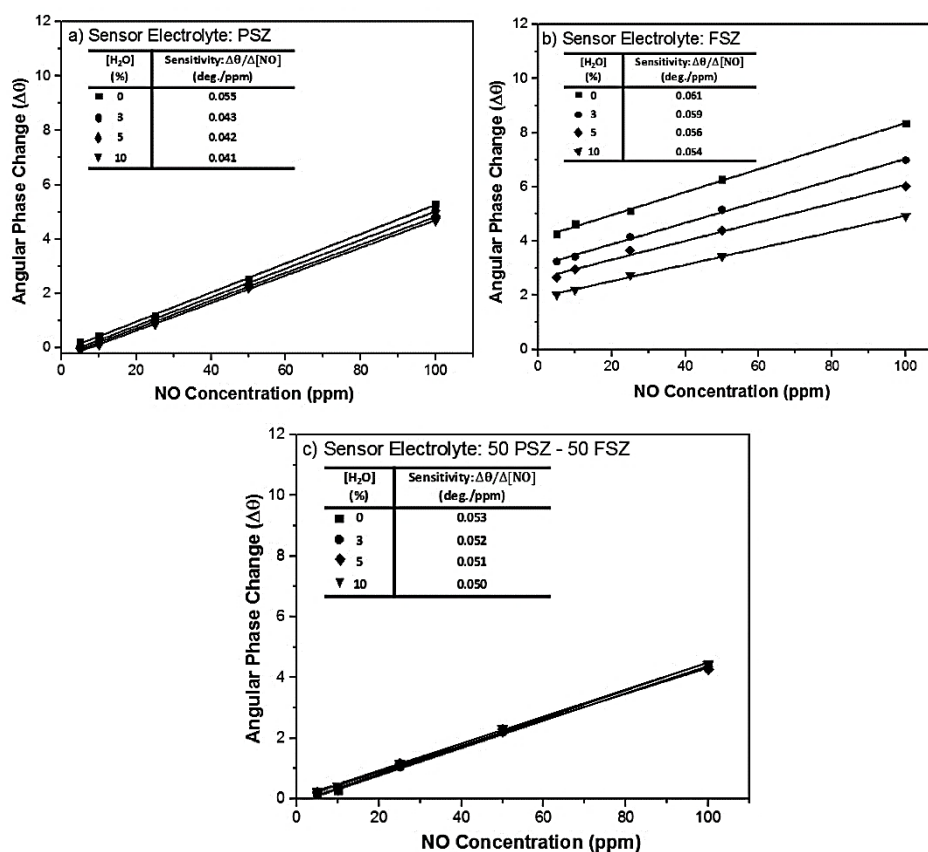 a) Sensor Electrolyte: PSZ
[H₂O] Sensitivity: Δθ/Δ[NO]
(%) (deg./ppm)
0 0.055
3 0.043
5 0.042
10 0.041
12
10
8
6
4
2
0
0 20 40 60 80 100
Angular Phase Change (Δθ)
NO Concentration (ppm)
b) Sensor Electrolyte: FSZ
[H₂O] Sensitivity: Δθ/Δ[NO]
(%) (deg./ppm)
0 0.061
3 0.059
5 0.056
10 0.054
12
10
8
6
4
2
0
0 20 40 60 80 100
Angular Phase Change (Δθ)
NO Concentration (ppm)
c) Sensor Electrolyte: 50 PSZ - 50 FSZ
[H₂O] Sensitivity: Δθ/Δ[NO]
(%) (deg./ppm)
0 0.053
3 0.052
5 0.051
10 0.050
12
10
8
6
4
2
0
0 20 40 60 80 100
Angular Phase Change (Δθ)
NO Concentration (ppm)